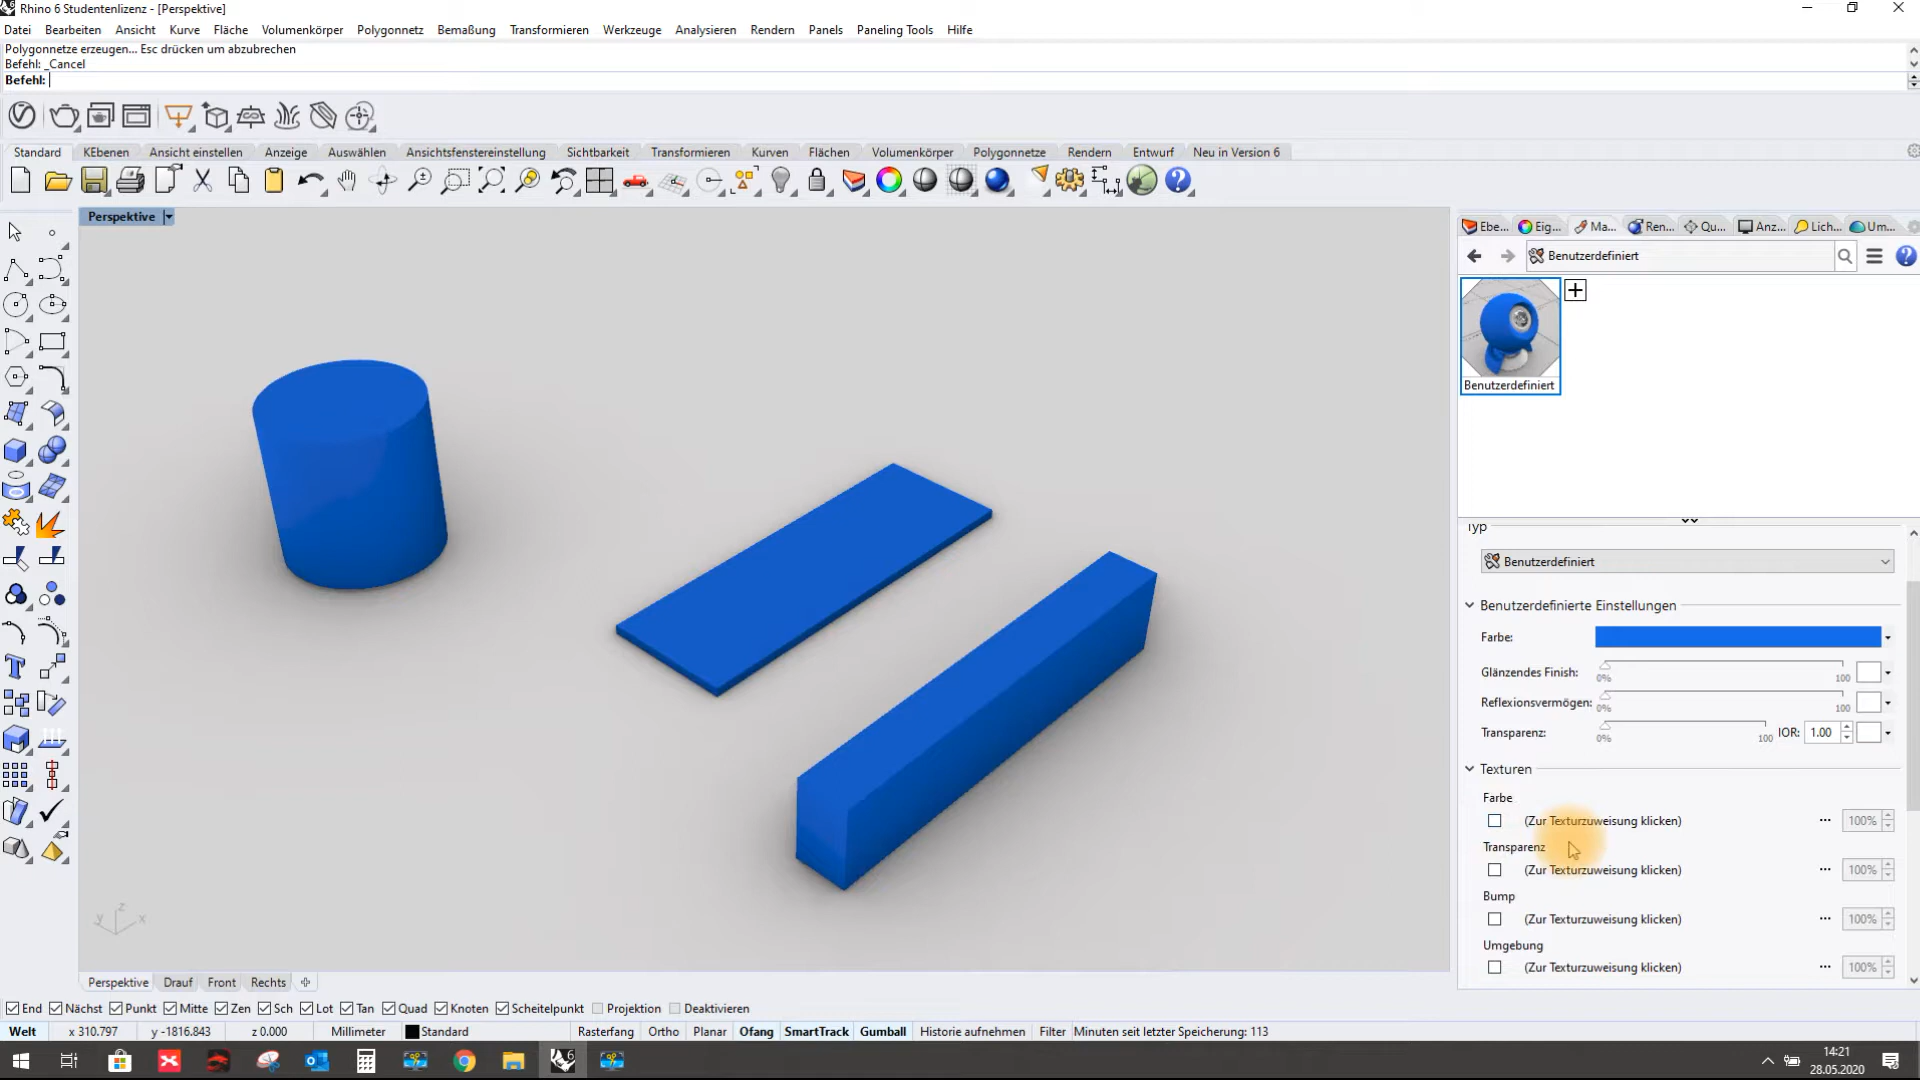 Rhino 6 Studentenlizenz - [Perspektive]
Datei Bearbeiten Ansicht Kurve Fläche Volumenkörper Polygonnetz Bemaßung Transformieren Werkzeuge Analysieren Rendern Panels Paneling Tools Hilfe
Polygonnetze erzeugen... Esc drücken um abzubrechen
Befehl: _Cancel
Befehl:
Standard KEbenen Ansicht einstellen Anzeige Auswählen Ansichtsfenstereinstellung Sichtbarkeit Transformieren Kurven Flächen Volumenkörper Polygonnetze Rendern Entwurf Neu in Version 6
Perspektive
Ebe... Eig... Ma... Ren... Qu... Anz... Lich... Um...
Benutzerdefiniert
Benutzerdefiniert
Typ
Benutzerdefiniert
Benutzerdefinierte Einstellungen
Farbe:
Glänzendes Finish: 0% 100
Reflexionsvermögen: 0% 100
Transparenz: 0% 100 IOR: 1.00
Texturen
Farbe
(Zur Texturzuweisung klicken) ... 100%
Transparenz
(Zur Texturzuweisung klicken) ... 100%
Bump
(Zur Texturzuweisung klicken) ... 100%
Umgebung
(Zur Texturzuweisung klicken) ... 100%
z
y x
Perspektive Drauf Front Rechts
End Nächst Punkt Mitte Zen Sch Lot Tan Quad Knoten Scheitelpunkt Projektion Deaktivieren
Welt x 310.797 y -1816.843 z 0.000 Millimeter Standard Rasterfang Ortho Planar Ofang SmartTrack Gumball Historie aufnehmen Filter Minuten seit letzter Speicherung: 113
14:21
28.05.2020